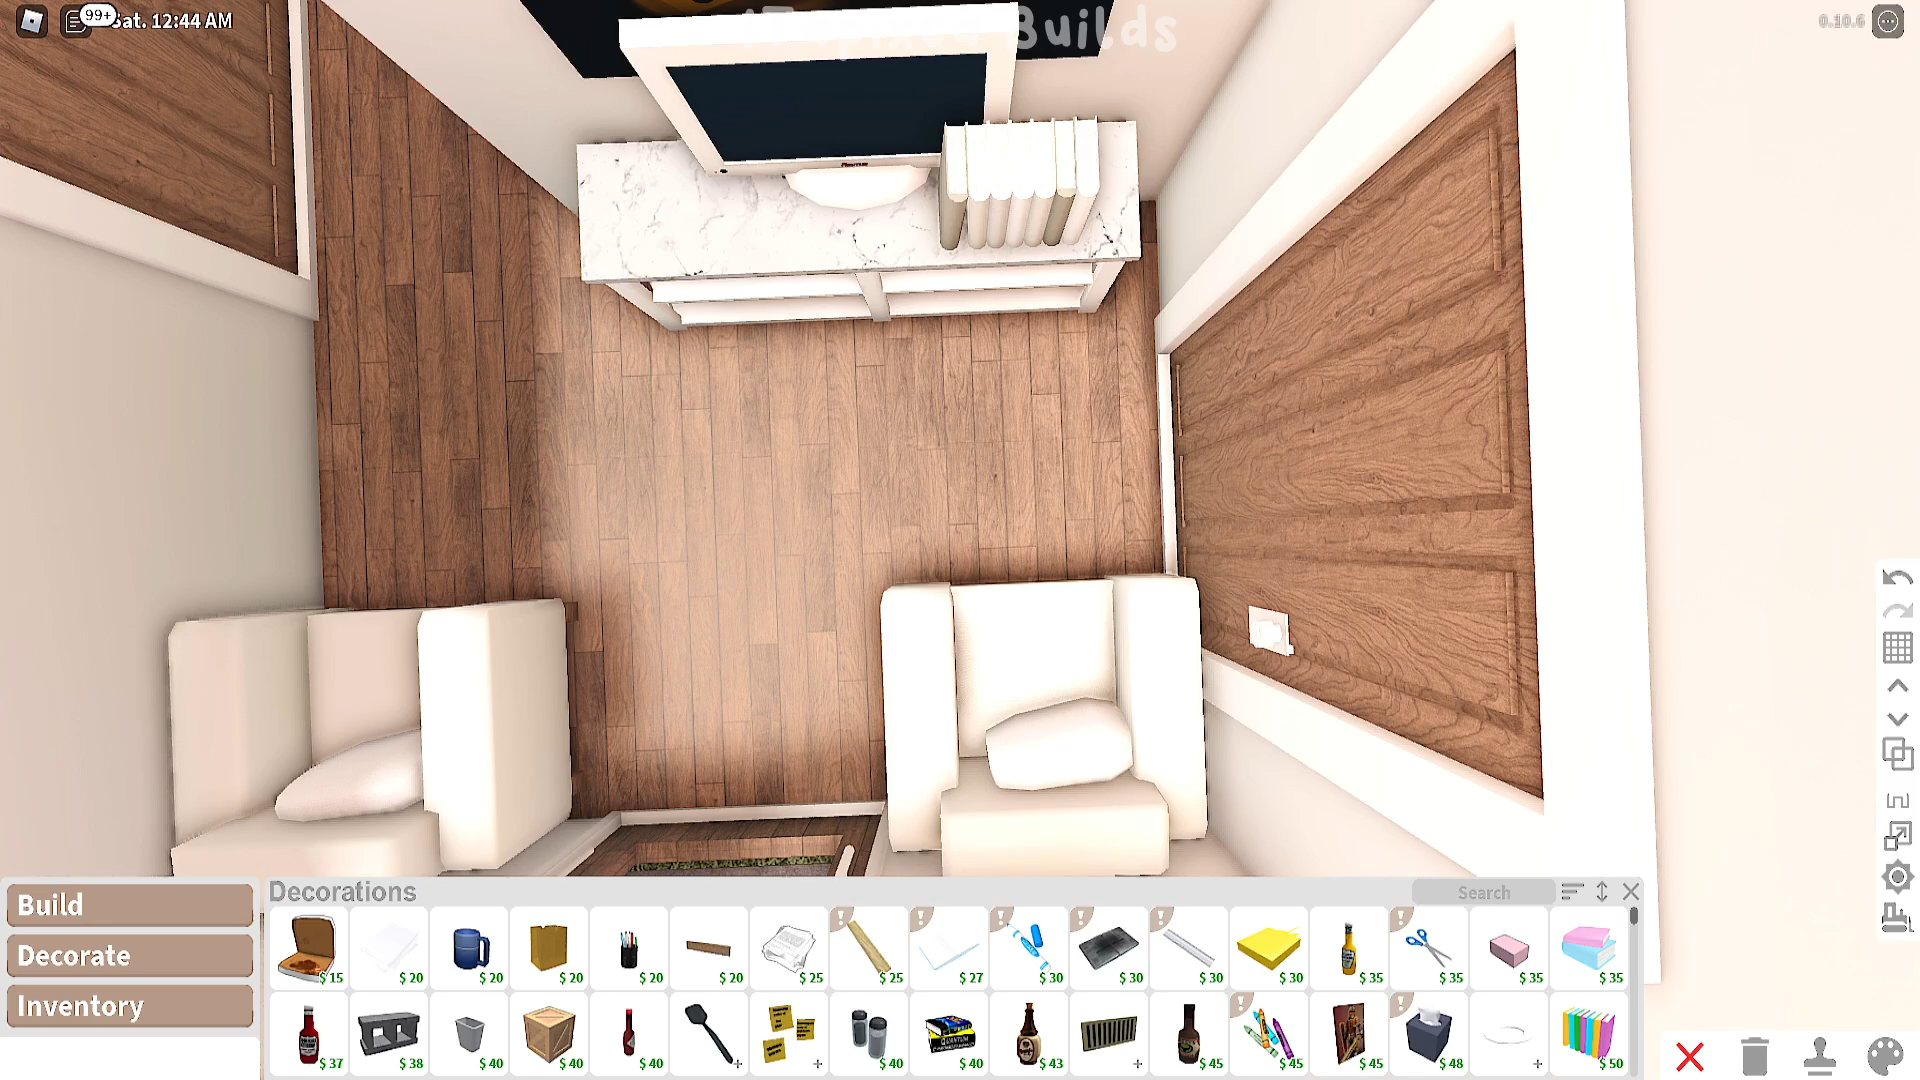 99+
Sat. 12:44 AM
Builds
0.10.6
Build
Decorate
Inventory
Decorations
Search
$15 $20 $20 $20 $20 $20 $25 $25 $27 $30 $30 $30 $30 $35 $35 $35 $35
$37 $38 $40 $40 $40 + + $40 $40 $43 + $45 $45 $45 $48 + $50
QUANTUM